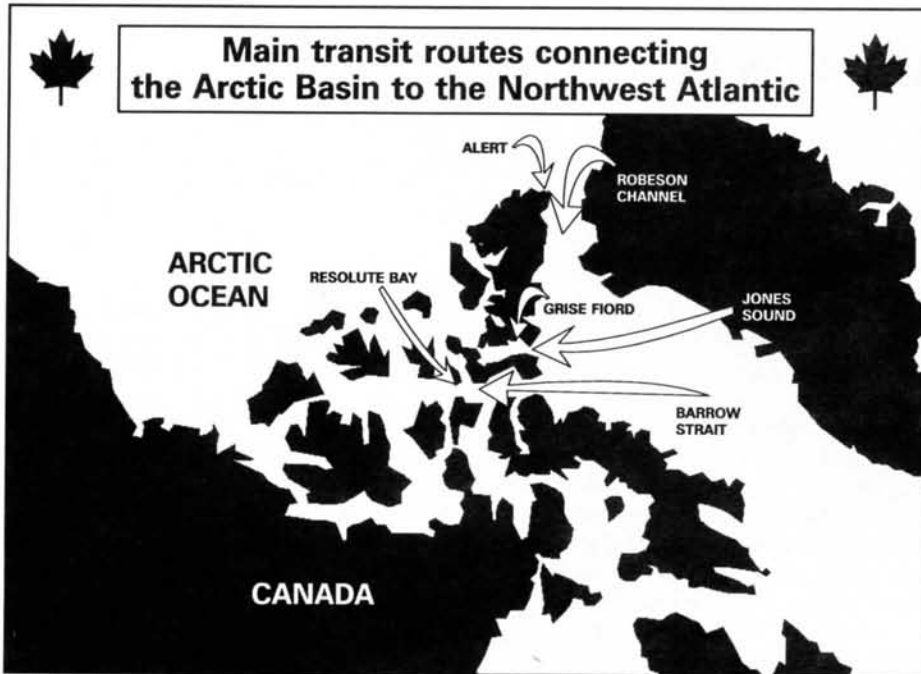 Main transit routes connecting
the Arctic Basin to the Northwest Atlantic
ALERT
ROBESON
CHANNEL
ARCTIC
OCEAN
RESOLUTE BAY
GRISE FIORD
JONES
SOUND
BARROW
STRAIT
CANADA